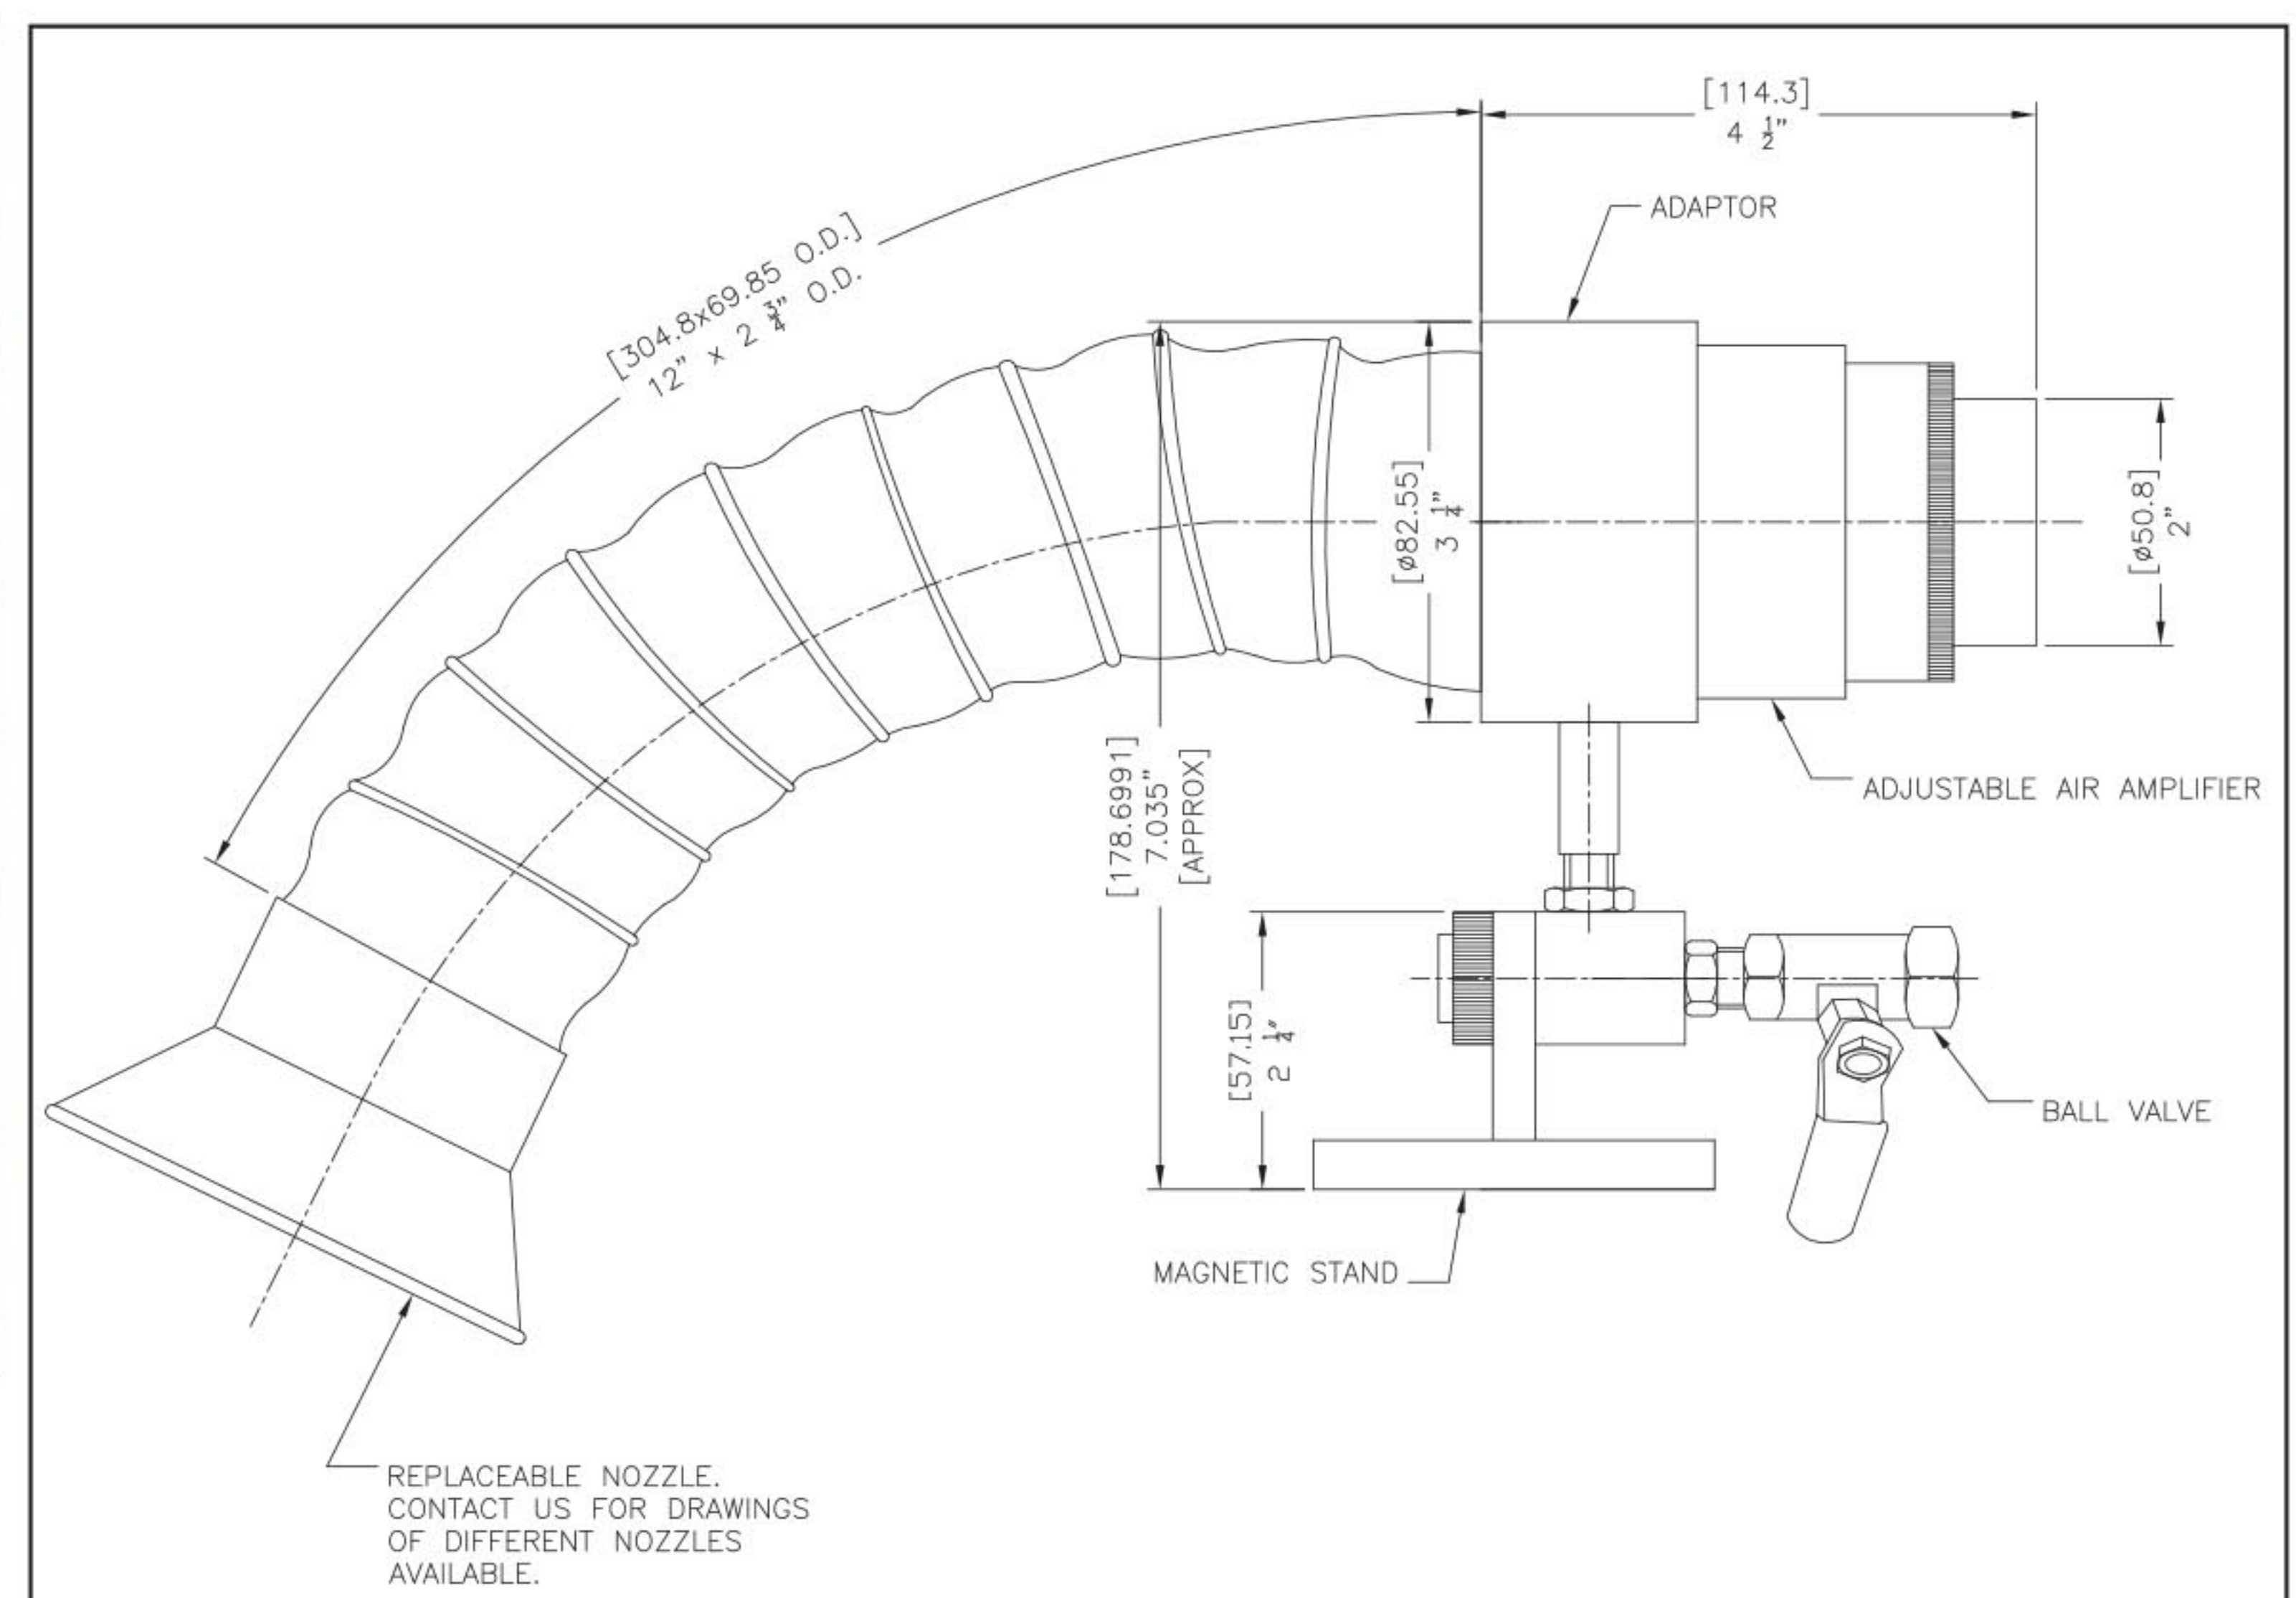 [114.3]
4 1/2"
ADAPTOR
[304.8x69.85 O.D.]
12" x 2 3/4" O.D.
[ø82.55]
3 1/4"
[ø50.8]
2"
[178.6991]
7.035"
[APPROX]
ADJUSTABLE AIR AMPLIFIER
[57.15]
2 1/4"
BALL VALVE
MAGNETIC STAND
REPLACEABLE NOZZLE.
CONTACT US FOR DRAWINGS
OF DIFFERENT NOZZLES
AVAILABLE.